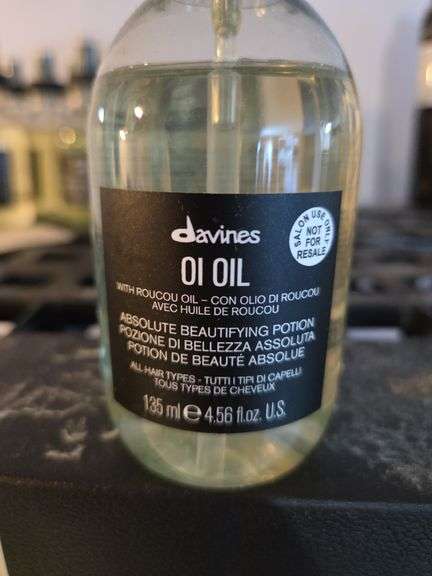 davines
SALON USE ONLY
NOT
FOR
RESALE
OI OIL
WITH ROUCOU OIL – CON OLIO DI ROUCOU
AVEC HUILE DE ROUCOU
ABSOLUTE BEAUTIFYING POTION
POZIONE DI BELLEZZA ASSOLUTA
POTION DE BEAUTÉ ABSOLUE
ALL HAIR TYPES - TUTTI I TIPI DI CAPELLI
TOUS TYPES DE CHEVEUX
135 ml ℮ 4.56 fl.oz. U.S.